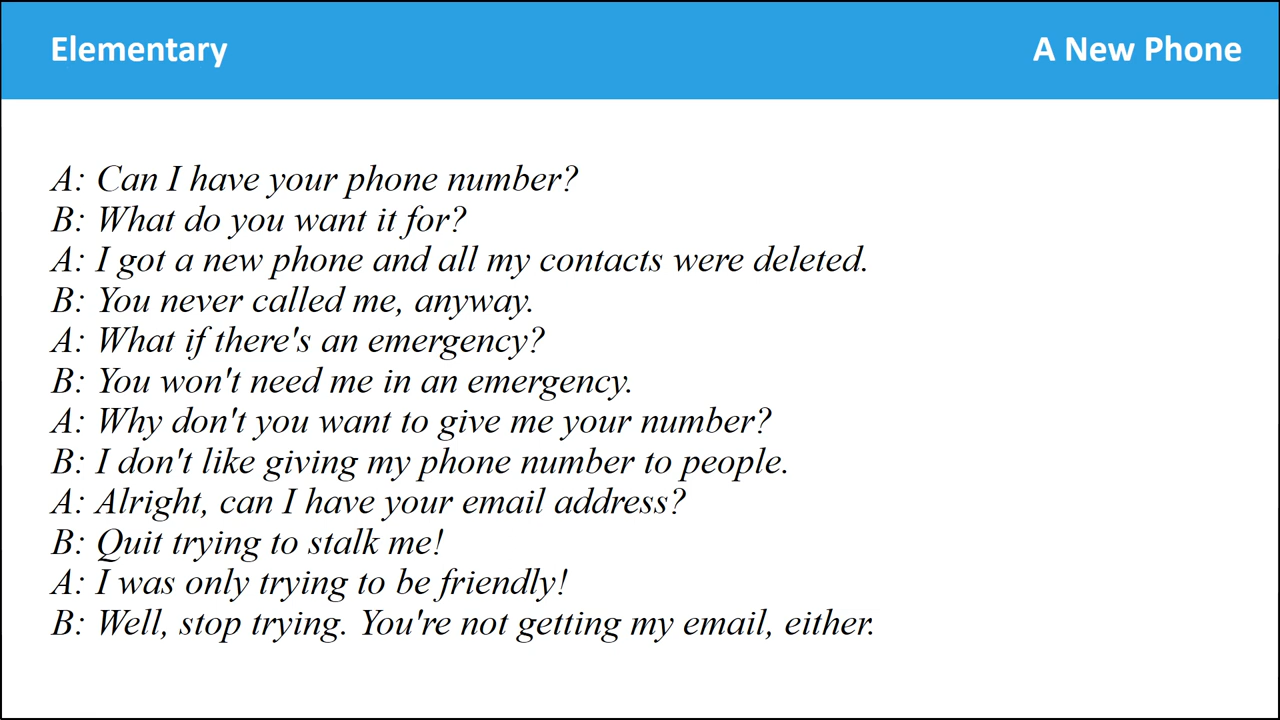 Elementary
A New Phone
A: Can I have your phone number?
B: What do you want it for?
A: I got a new phone and all my contacts were deleted.
B: You never called me, anyway.
A: What if there's an emergency?
B: You won't need me in an emergency.
A: Why don't you want to give me your number?
B: I don't like giving my phone number to people.
A: Alright, can I have your email address?
B: Quit trying to stalk me!
A: I was only trying to be friendly!
B: Well, stop trying. You're not getting my email, either.